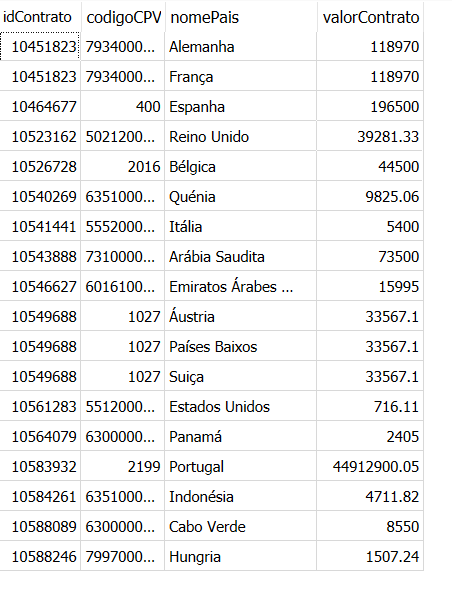 idContrato codigoCPV nomePais valorContrato
10451823 7934000... Alemanha 118970
10451823 7934000... França 118970
10464677 400 Espanha 196500
10523162 5021200... Reino Unido 39281.33
10526728 2016 Bélgica 44500
10540269 6351000... Quénia 9825.06
10541441 5552000... Itália 5400
10543888 7310000... Arábia Saudita 73500
10546627 6016100... Emiratos Árabes ... 15995
10549688 1027 Áustria 33567.1
10549688 1027 Países Baixos 33567.1
10549688 1027 Suiça 33567.1
10561283 5512000... Estados Unidos 716.11
10564079 6300000... Panamá 2405
10583932 2199 Portugal 44912900.05
10584261 6351000... Indonésia 4711.82
10588089 6300000... Cabo Verde 8550
10588246 7997000... Hungria 1507.24